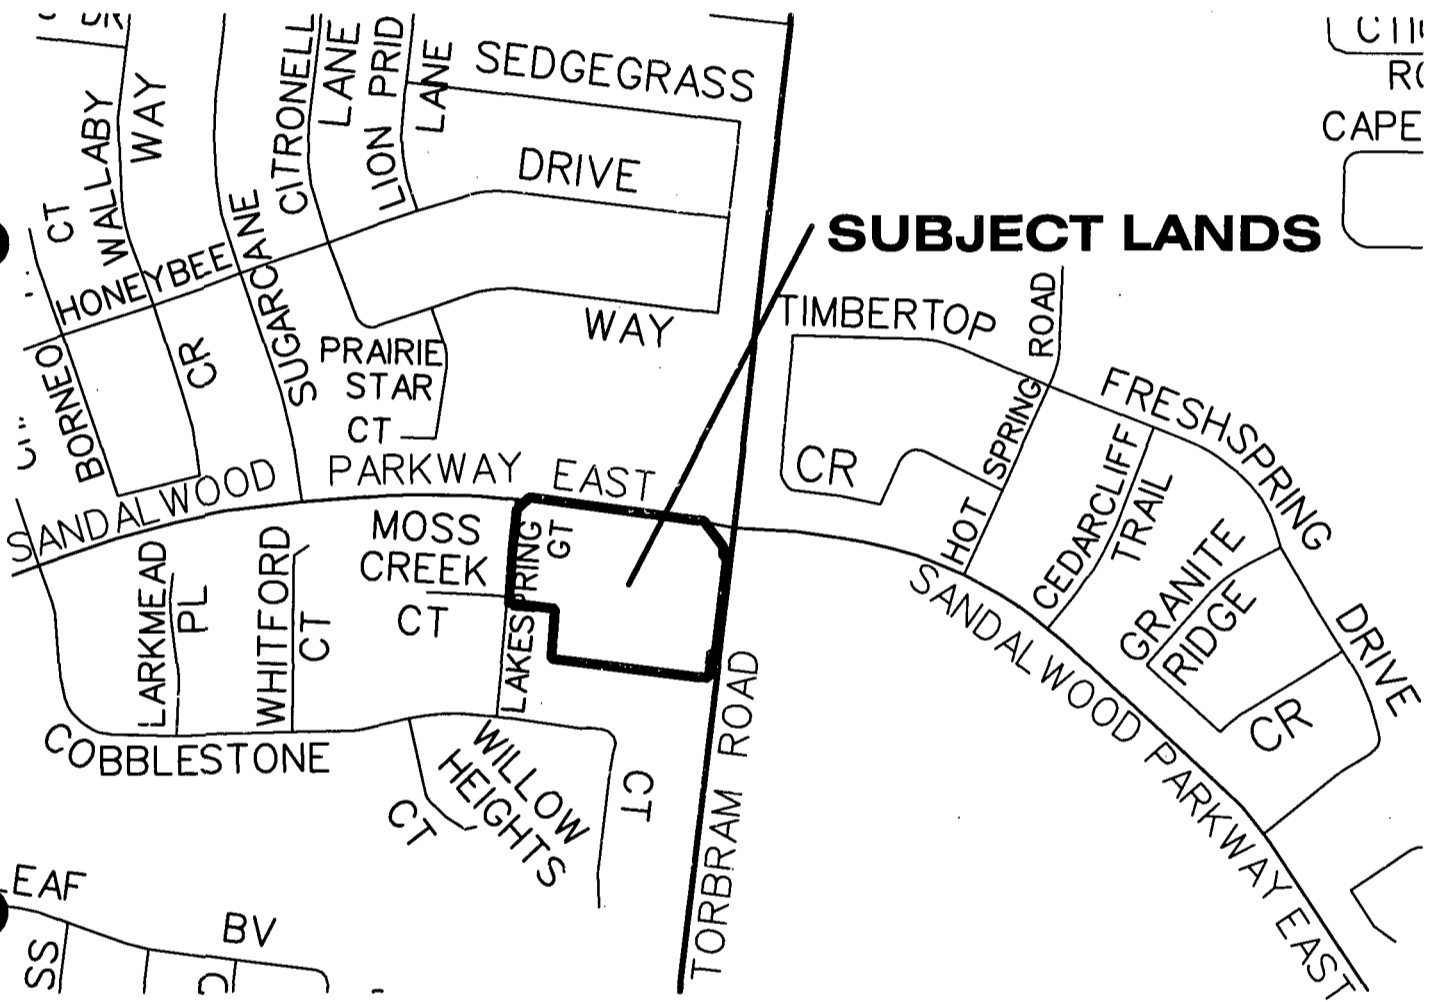 DR
WALLABY
WAY
CT
CITRONELL
LANE
LION PRID
LANE
SEDGEGRASS
DRIVE
WAY
SUBJECT LANDS
CAPE
HONEYBEE
SUGARCANE
BORNEO
CR
PRAIRIE
STAR
CT
TIMBERTOP
CR
HOT SPRING ROAD
FRESHSPRING
DRIVE
CEDARCLIFF
TRAIL
GRANITE
RIDGE
CR
SANDALWOOD PARKWAY EAST
SANDALWOOD PARKWAY EAST
MOSS
CREEK
CT
LAKESPRING
GT
LARKMEAD
PL
WHITFORD
CT
COBBLESTONE
CT
WILLOW
HEIGHTS
CT
TORBRAM ROAD
EAF
BV
SS